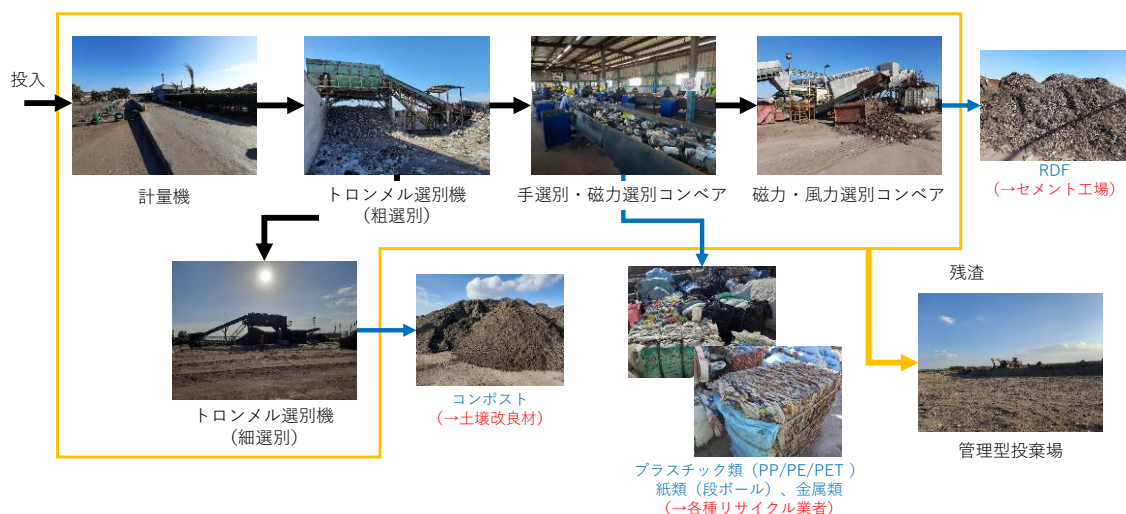 投入
計量機
トロンメル選別機
(粗選別)
手選別・磁力選別コンベア
磁力・風力選別コンベア
RDF
(→セメント工場)
トロンメル選別機
(細選別)
コンポスト
(→土壌改良材)
プラスチック類（PP/PE/PET ）
紙類（段ボール）、金属類
(→各種リサイクル業者)
残渣
管理型投棄場